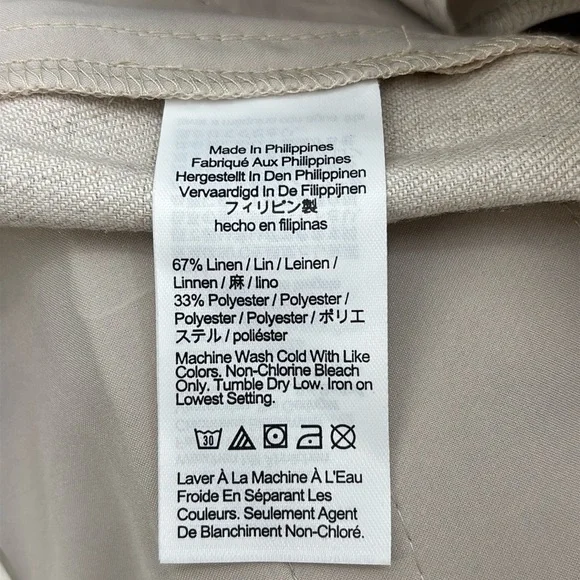 Made In Philippines
Fabriqué Aux Philippines
Hergestellt In Den Philippinen
Vervaardigd In De Filippijnen
フィリピン製
hecho en filipinas
67% Linen / Lin / Leinen /
Linnen / 麻 / lino
33% Polyester / Polyester /
Polyester / Polyester / ポリエ
ステル / poliéster
Machine Wash Cold With Like
Colors. Non-Chlorine Bleach
Only. Tumble Dry Low. Iron on
Lowest Setting.
30
Laver À La Machine À L'Eau
Froide En Séparant Les
Couleurs. Seulement Agent
De Blanchiment Non-Chloré.